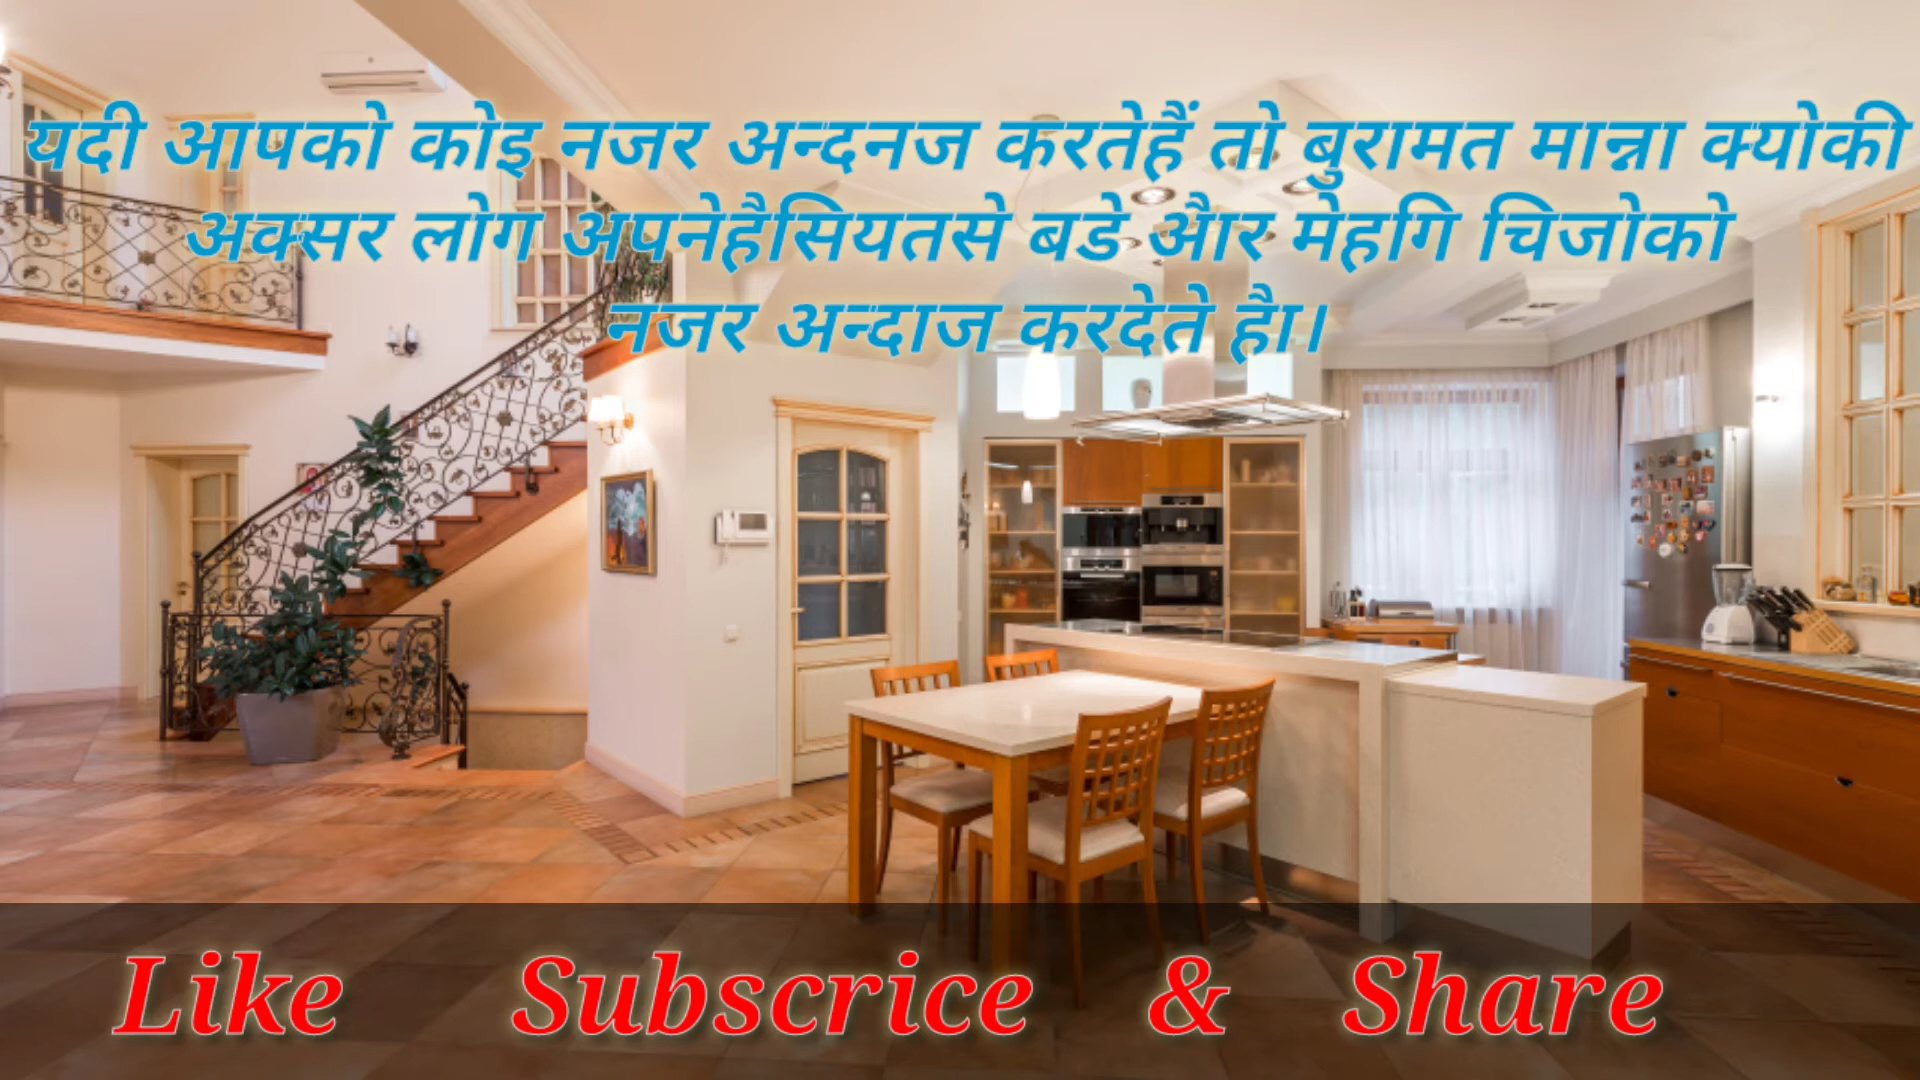 यदी आपको कोइ नजर अन्दनज करतेहैं तो बुरामत मान्ना क्योकी
अक्सर लोग अपनेहैसियतसे बडे और मेहगि चिजोको
नजर अन्दाज करदेते हैा।
Like Subscrice & Share